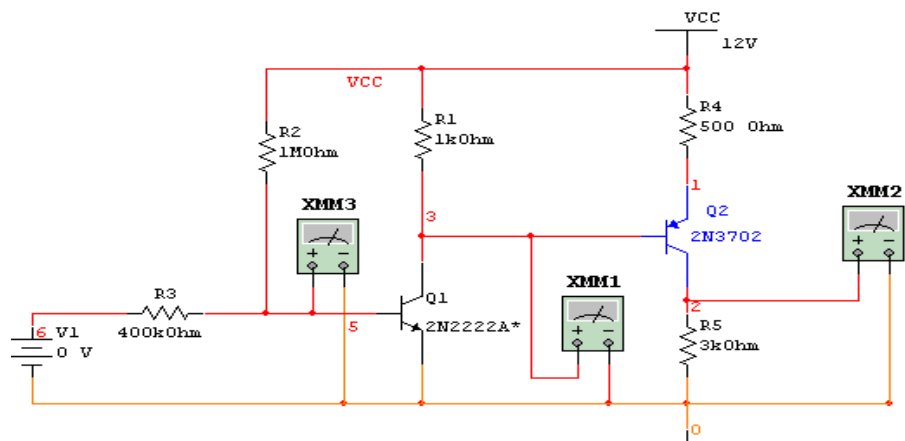 VCC
12V
VCC
R4
500 Ohm
R1
1kOhm
R2
1MOhm
XMM3
+ -
3
1
Q2
2N3702
XMM2
+ -
R3
400kOhm
5
Q1
2N2222A*
XMM1
+ -
2
R5
3kOhm
6 V1
0 V
0